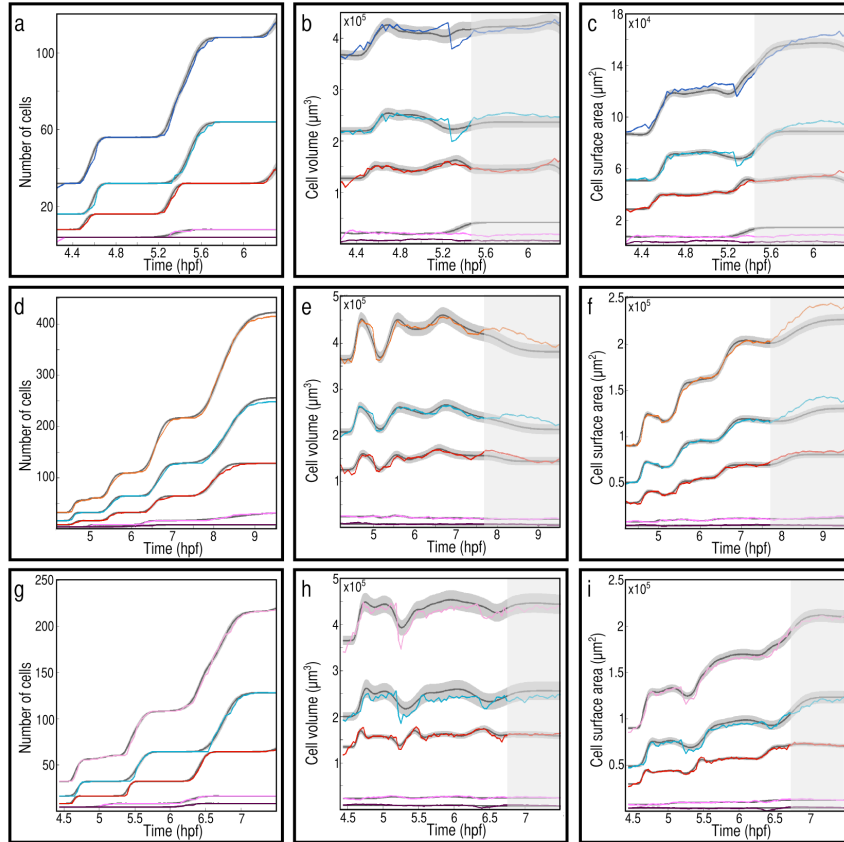 a
Number of cells
100
60
20
4.4 4.8 5.2 5.6 6
Time (hpf)
b
x10⁵
Cell volume (µm³)
4
3
2
1
4.4 4.8 5.2 5.6 6
Time (hpf)
c
x10⁴
Cell surface area (µm²)
18
14
10
6
2
4.4 4.8 5.2 5.6 6
Time (hpf)
d
Number of cells
400
300
200
100
5 6 7 8 9
Time (hpf)
e
x10⁵
Cell volume (µm³)
5
4
3
2
1
5 6 7 8 9
Time (hpf)
f
x10⁵
Cell surface area (µm²)
2.5
2
1.5
1
0.5
5 6 7 8 9
Time (hpf)
g
Number of cells
250
200
150
100
50
4.5 5 5.5 6 6.5 7
Time (hpf)
h
x10⁵
Cell volume (µm³)
5
4
3
2
1
4.5 5 5.5 6 6.5 7
Time (hpf)
i
x10⁵
Cell surface area (µm²)
2.5
2
1.5
1
0.5
4.5 5 5.5 6 6.5 7
Time (hpf)